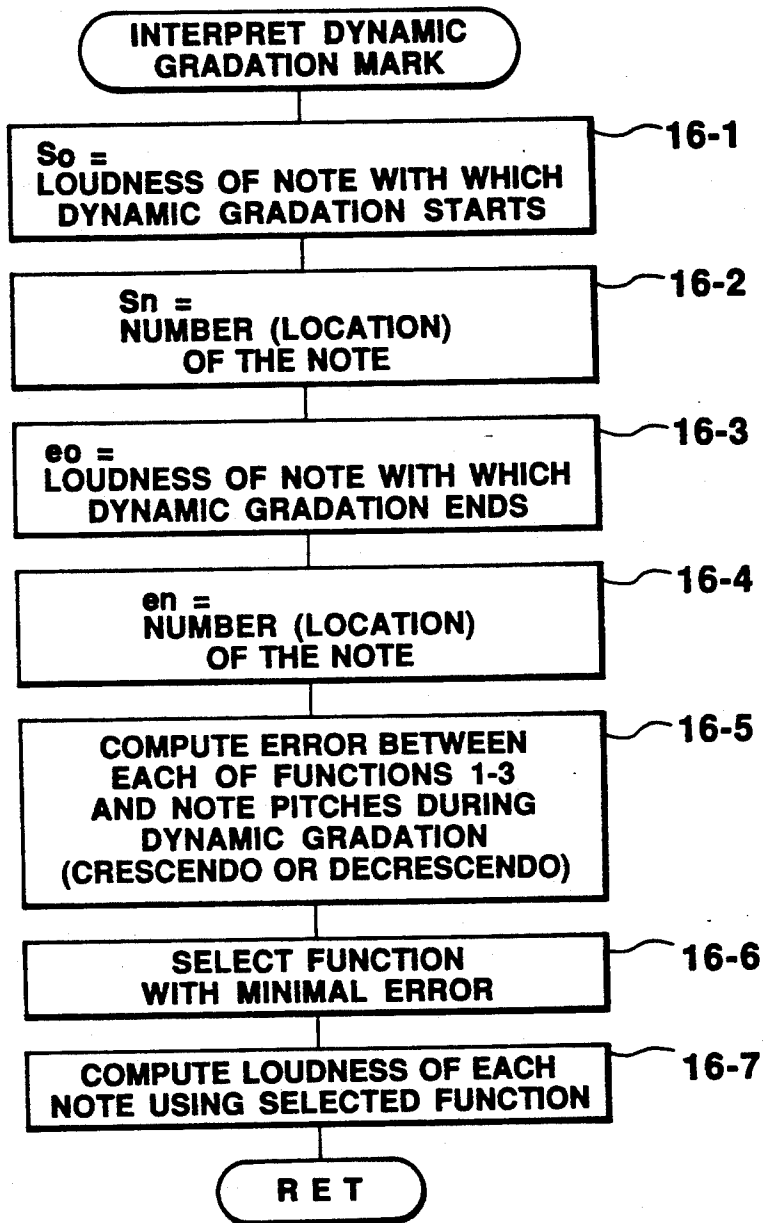 INTERPRET DYNAMIC
GRADATION MARK
So =
LOUDNESS OF NOTE WITH WHICH
DYNAMIC GRADATION STARTS
16-1
Sn =
NUMBER (LOCATION)
OF THE NOTE
16-2
eo =
LOUDNESS OF NOTE WITH WHICH
DYNAMIC GRADATION ENDS
16-3
en =
NUMBER (LOCATION)
OF THE NOTE
16-4
COMPUTE ERROR BETWEEN
EACH OF FUNCTIONS 1-3
AND NOTE PITCHES DURING
DYNAMIC GRADATION
(CRESCENDO OR DECRESCENDO)
16-5
SELECT FUNCTION
WITH MINIMAL ERROR
16-6
COMPUTE LOUDNESS OF EACH
NOTE USING SELECTED FUNCTION
16-7
RET